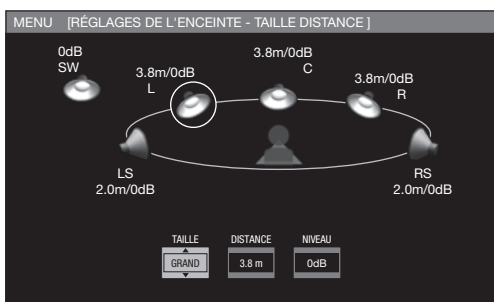 MENU [RÉGLAGES DE L'ENCEINTE - TAILLE DISTANCE ]
0dB
SW
3.8m/0dB
L
3.8m/0dB
C
3.8m/0dB
R
LS
2.0m/0dB
RS
2.0m/0dB
TAILLE DISTANCE NIVEAU
GRAND 3.8 m 0dB